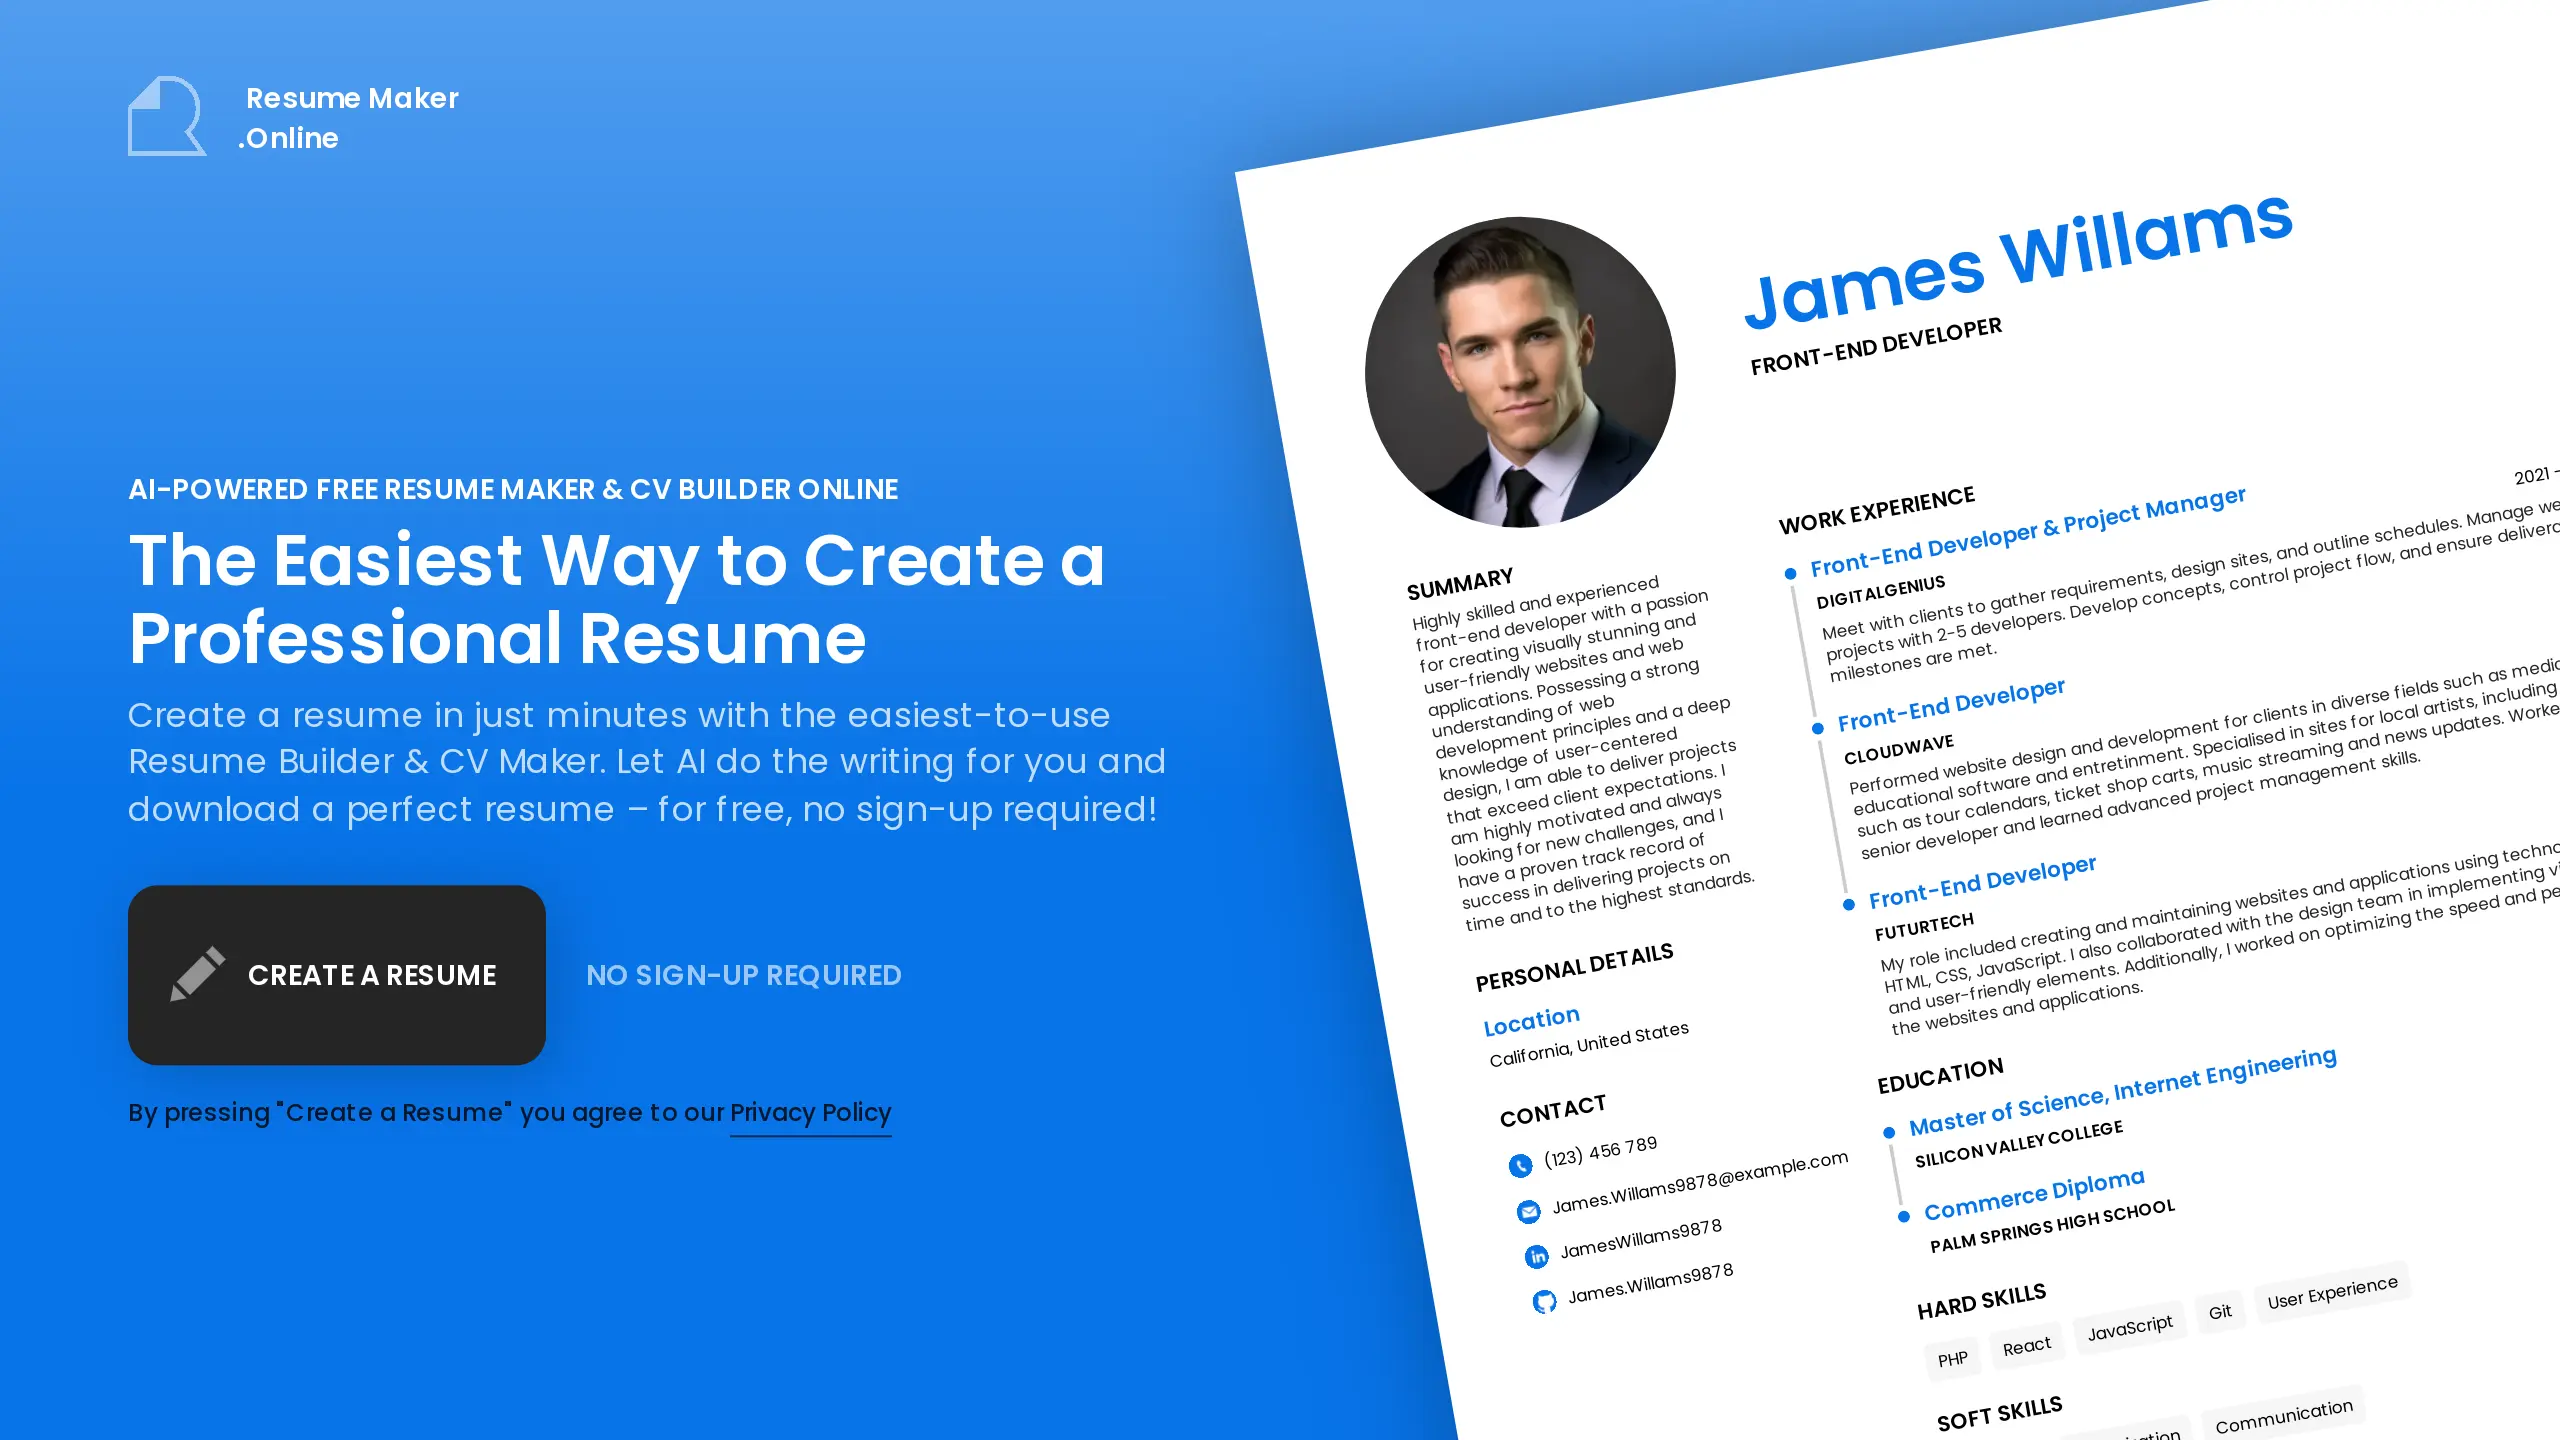 Resume Maker
.Online
AI-POWERED FREE RESUME MAKER & CV BUILDER ONLINE
The Easiest Way to Create a
Professional Resume
Create a resume in just minutes with the easiest-to-use
Resume Builder & CV Maker. Let AI do the writing for you and
download a perfect resume – for free, no sign-up required!
CREATE A RESUME
NO SIGN-UP REQUIRED
By pressing "Create a Resume" you agree to our Privacy Policy
James Willams
FRONT-END DEVELOPER
SUMMARY
Highly skilled and experienced
front-end developer with a passion
for creating visually stunning and
user-friendly websites and web
applications. Possessing a strong
understanding of web
development principles and a deep
knowledge of user-centered
design, I am able to deliver projects
that exceed client expectations. I
am highly motivated and always
looking for new challenges, and I
have a proven track record of
success in delivering projects on
time and to the highest standards.
PERSONAL DETAILS
Location
California, United States
CONTACT
(123) 456 789
James.Willams9878@example.com
JamesWillams9878
James.Willams9878
WORK EXPERIENCE
Front-End Developer & Project Manager
2021 -
DIGITALGENIUS
Meet with clients to gather requirements, design sites, and outline schedules. Manage
projects with 2-5 developers. Develop concepts, control project flow, and ensure
milestones are met.
Front-End Developer
CLOUDWAVE
Performed website design and development for clients in diverse fields such as
educational software and entretinment. Specialised in sites for local artists, including
such as tour calendars, ticket shop carts, music streaming and news updates.
senior developer and learned advanced project management skills.
Front-End Developer
FUTURTECH
My role included creating and maintaining websites and applications using
HTML, CSS, JavaScript. I also collaborated with the design team in implementing
and user-friendly elements. Additionally, I worked on optimizing the speed and
the websites and applications.
EDUCATION
Master of Science, Internet Engineering
SILICON VALLEY COLLEGE
Commerce Diploma
PALM SPRINGS HIGH SCHOOL
HARD SKILLS
PHP React JavaScript Git User Experience
SOFT SKILLS
Communication